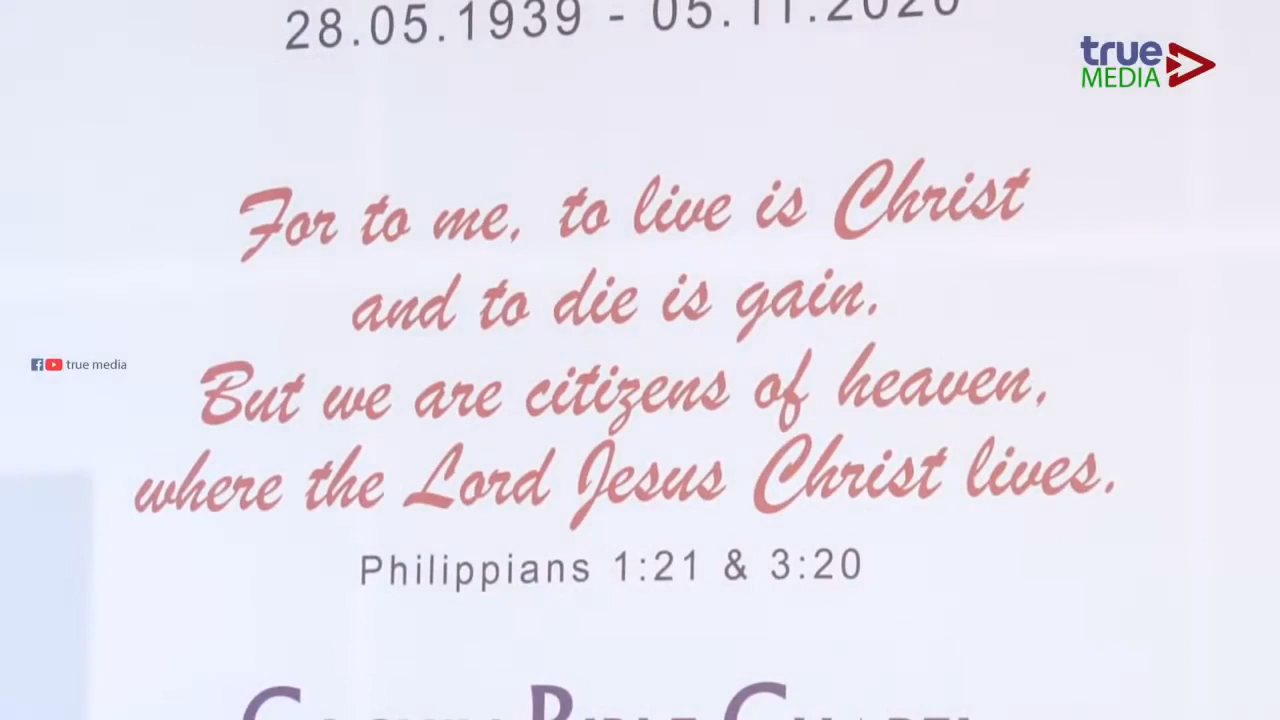 28.05.1939 - 05.11.2020
true
MEDIA
For to me, to live is Christ
and to die is gain.
true media
But we are citizens of heaven,
where the Lord Jesus Christ lives.
Philippians 1:21 & 3:20
Bible Chapel